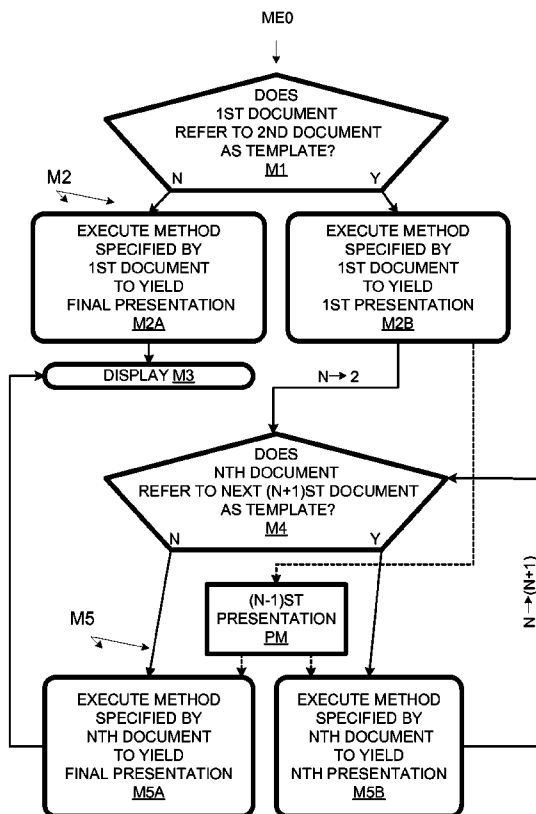 ME0
DOES
1ST DOCUMENT
REFER TO 2ND DOCUMENT
AS TEMPLATE?
M1
N
Y
M2
EXECUTE METHOD
SPECIFIED BY
1ST DOCUMENT
TO YIELD
FINAL PRESENTATION
M2A
EXECUTE METHOD
SPECIFIED BY
1ST DOCUMENT
TO YIELD
1ST PRESENTATION
M2B
DISPLAY M3
N→2
DOES
NTH DOCUMENT
REFER TO NEXT (N+1)ST DOCUMENT
AS TEMPLATE?
M4
N
Y
(N-1)ST
PRESENTATION
PM
N→(N+1)
M5
EXECUTE METHOD
SPECIFIED BY
NTH DOCUMENT
TO YIELD
FINAL PRESENTATION
M5A
EXECUTE METHOD
SPECIFIED BY
NTH DOCUMENT
TO YIELD
NTH PRESENTATION
M5B